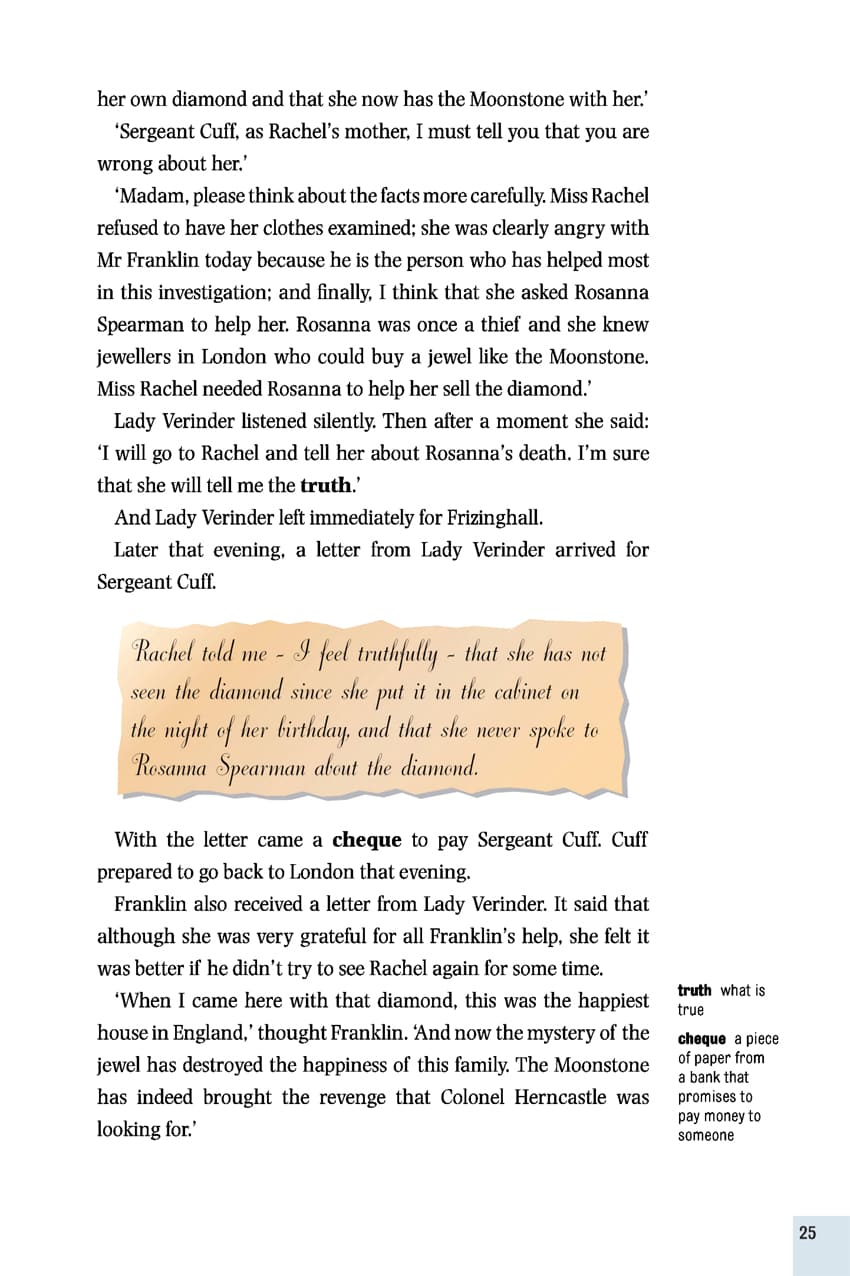 her own diamond and that she now has the Moonstone with her.’
‘Sergeant Cuff, as Rachel’s mother, I must tell you that you are
wrong about her.’
‘Madam, please think about the facts more carefully. Miss Rachel
refused to have her clothes examined; she was clearly angry with
Mr Franklin today because he is the person who has helped most
in this investigation; and finally, I think that she asked Rosanna
Spearman to help her. Rosanna was once a thief and she knew
jewellers in London who could buy a jewel like the Moonstone.
Miss Rachel needed Rosanna to help her sell the diamond.’
Lady Verinder listened silently. Then after a moment she said:
‘I will go to Rachel and tell her about Rosanna’s death. I’m sure
that she will tell me the truth.’
And Lady Verinder left immediately for Frizinghall.
Later that evening, a letter from Lady Verinder arrived for
Sergeant Cuff.
Rachel told me - I feel truthfully - that she has not
seen the diamond since she put it in the cabinet on
the night of her birthday, and that she never spoke to
Rosanna Spearman about the diamond.
With the letter came a cheque to pay Sergeant Cuff. Cuff
prepared to go back to London that evening.
Franklin also received a letter from Lady Verinder. It said that
although she was very grateful for all Franklin’s help, she felt it
was better if he didn’t try to see Rachel again for some time.
‘When I came here with that diamond, this was the happiest
house in England,’ thought Franklin. ‘And now the mystery of the
jewel has destroyed the happiness of this family. The Moonstone
has indeed brought the revenge that Colonel Herncastle was
looking for.’
truth what is
true
cheque a piece
of paper from
a bank that
promises to
pay money to
someone
25